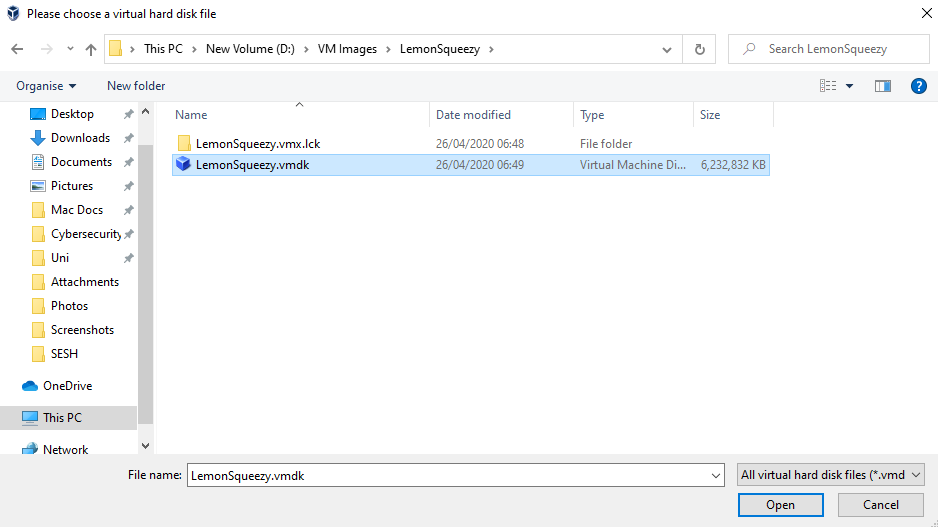 Please choose a virtual hard disk file
This PC > New Volume (D:) > VM Images > LemonSqueezy >
Search LemonSqueezy
Organise New folder
Name Date modified Type Size
LemonSqueezy.vmx.lck 26/04/2020 06:48 File folder
LemonSqueezy.vmdk 26/04/2020 06:49 Virtual Machine Di... 6,232,832 KB
Desktop
Downloads
Documents
Pictures
Mac Docs
Cybersecurity
Uni
Attachments
Photos
Screenshots
SESH
OneDrive
This PC
Network
File name: LemonSqueezy.vmdk
All virtual hard disk files (*.vmd
Open Cancel